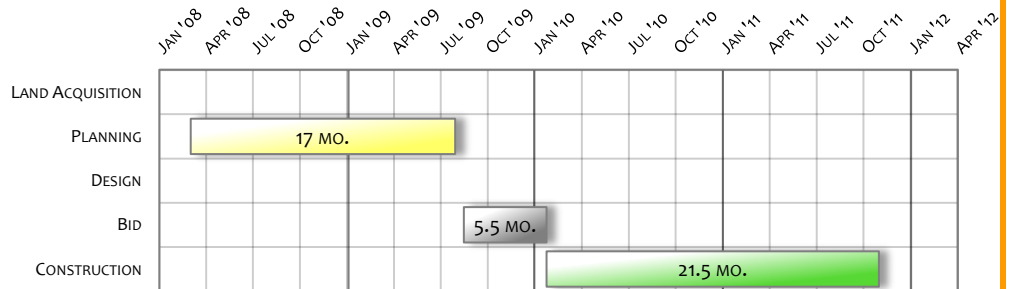 Jan '08 Apr '08 Jul '08 Oct '08 Jan '09 Apr '09 Jul '09 Oct '09 Jan '10 Apr '10 Jul '10 Oct '10 Jan '11 Apr '11 Jul '11 Oct '11 Jan '12 Apr '12
Land Acquisition
Planning 17 mo.
Design
Bid 5.5 mo.
Construction 21.5 mo.